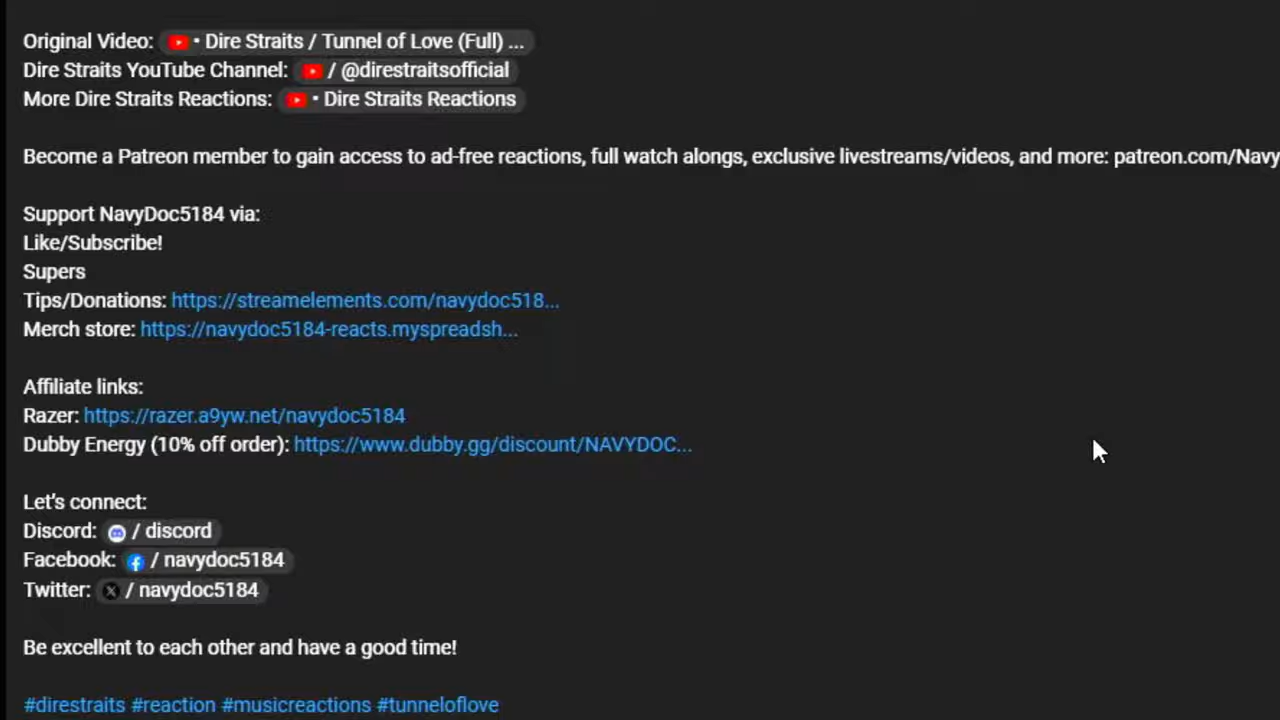 Original Video: • Dire Straits / Tunnel of Love (Full) ...
Dire Straits YouTube Channel: / @direstraitsofficial
More Dire Straits Reactions: • Dire Straits Reactions
Become a Patreon member to gain access to ad-free reactions, full watch alongs, exclusive livestreams/videos, and more: patreon.com/Navy
Support NavyDoc5184 via:
Like/Subscribe!
Supers
Tips/Donations: https://streamelements.com/navydoc518...
Merch store: https://navydoc5184-reacts.myspreadsh...
Affiliate links:
Razer: https://razer.a9yw.net/navydoc5184
Dubby Energy (10% off order): https://www.dubby.gg/discount/NAVYDOC...
Let's connect:
Discord: / discord
Facebook: / navydoc5184
Twitter: / navydoc5184
Be excellent to each other and have a good time!
#direstraits #reaction #musicreactions #tunneloflove